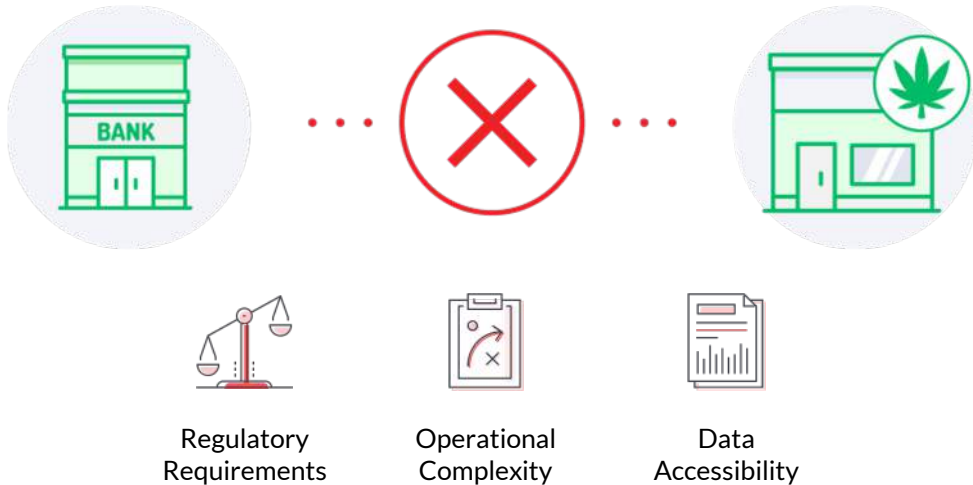 BANK
Regulatory
Requirements
Operational
Complexity
Data
Accessibility